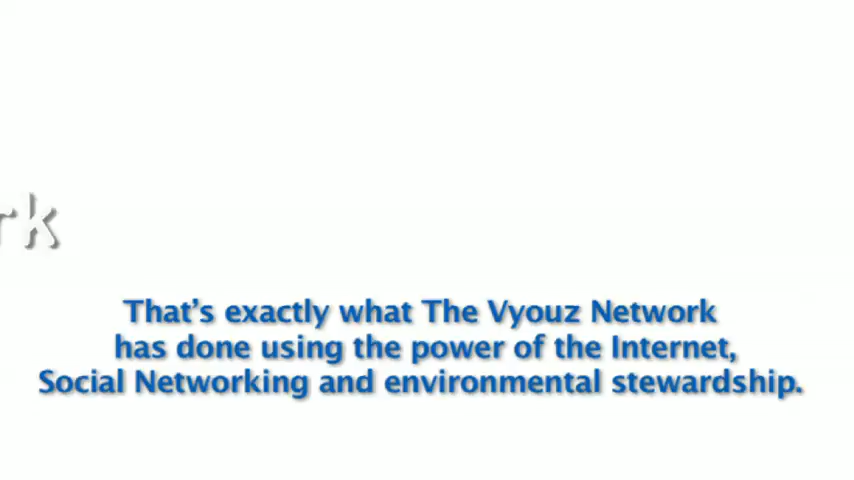 rk
That's exactly what The Vyouz Network
has done using the power of the Internet,
Social Networking and environmental stewardship.